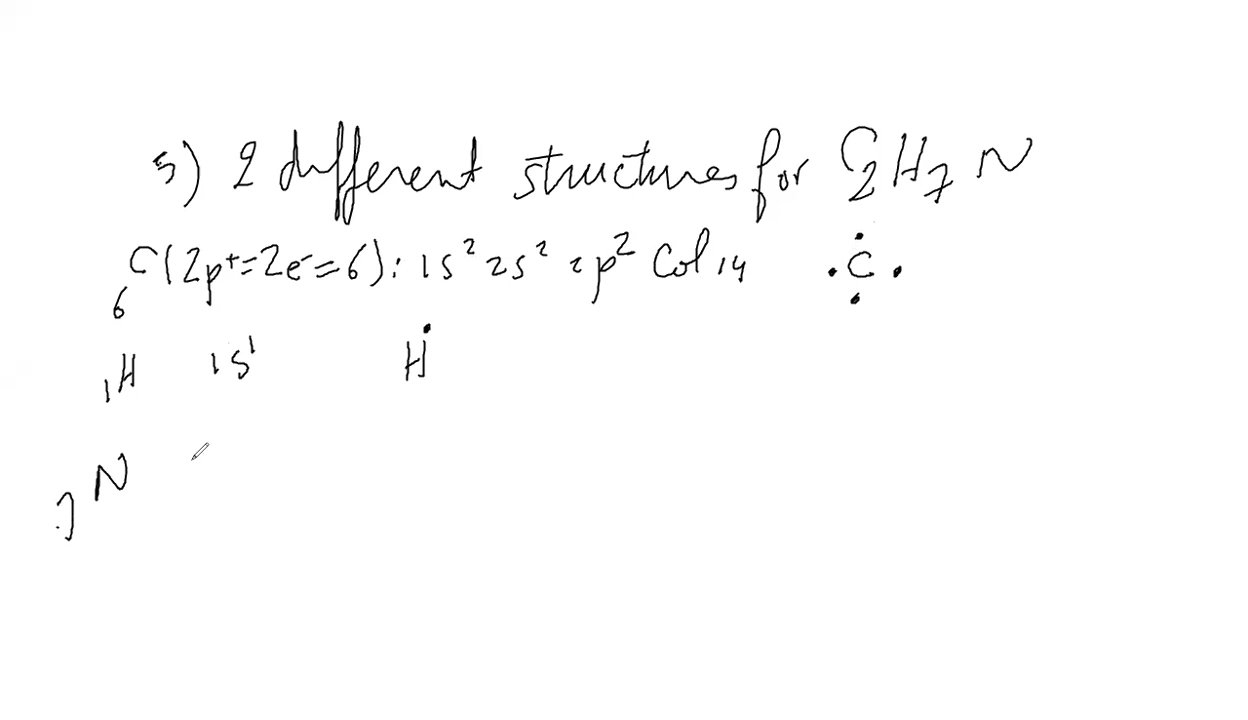 5) 2 different structures for C₂H₇N
₆C (2p⁺=2e⁻=6): 1s² 2s² 2p² Col 14 C
₁H 1s¹ H
₇N